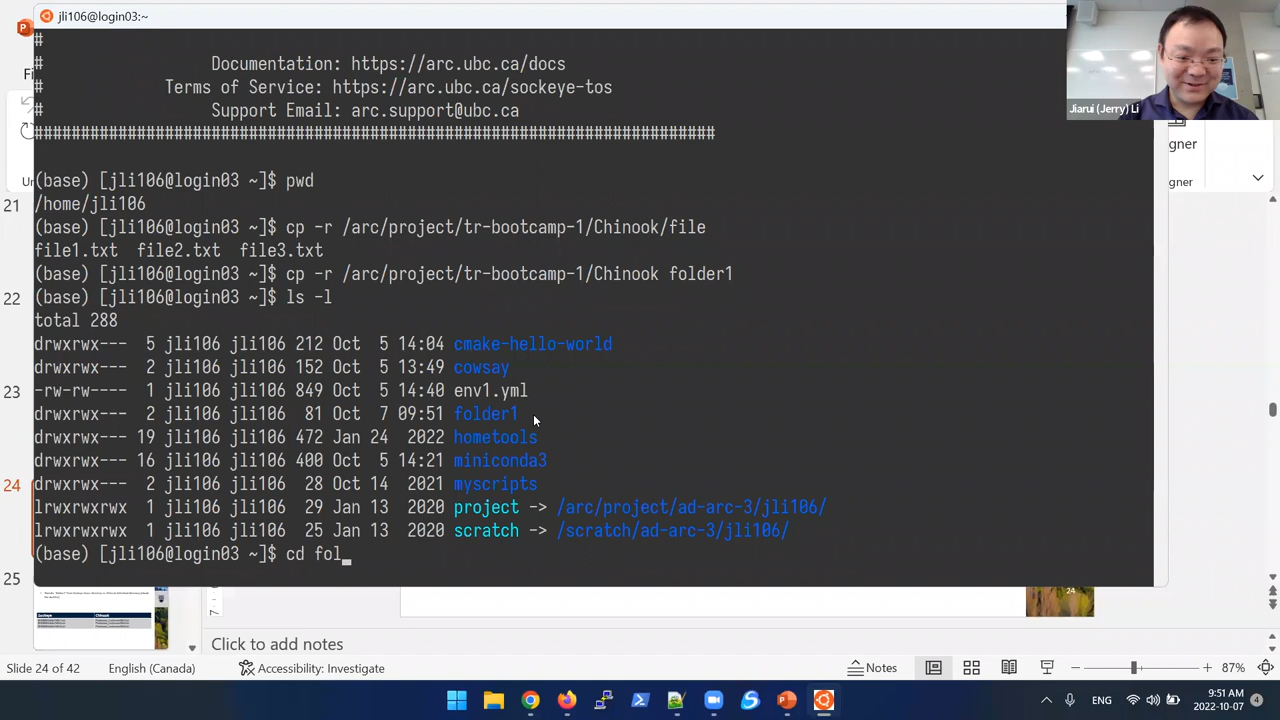 jli106@login03:~
#
# Documentation: https://arc.ubc.ca/docs
# Terms of Service: https://arc.ubc.ca/sockeye-tos
# Support Email: arc.support@ubc.ca
########################################################################
(base) [jli106@login03 ~]$ pwd
/home/jli106
(base) [jli106@login03 ~]$ cp -r /arc/project/tr-bootcamp-1/Chinook/file
file1.txt file2.txt file3.txt
(base) [jli106@login03 ~]$ cp -r /arc/project/tr-bootcamp-1/Chinook folder1
(base) [jli106@login03 ~]$ ls -l
total 288
drwxrwx--- 5 jli106 jli106 212 Oct 5 14:04 cmake-hello-world
drwxrwx--- 2 jli106 jli106 152 Oct 5 13:49 cowsay
-rw-rw---- 1 jli106 jli106 849 Oct 5 14:40 env1.yml
drwxrwx--- 2 jli106 jli106 81 Oct 7 09:51 folder1
drwxrwx--- 19 jli106 jli106 472 Jan 24 2022 hometools
drwxrwx--- 16 jli106 jli106 400 Oct 5 14:21 miniconda3
drwxrwx--- 2 jli106 jli106 28 Oct 14 2021 myscripts
lrwxrwxrwx 1 jli106 jli106 29 Jan 13 2020 project -> /arc/project/ad-arc-3/jli106/
lrwxrwxrwx 1 jli106 jli106 25 Jan 13 2020 scratch -> /scratch/ad-arc-3/jli106/
(base) [jli106@login03 ~]$ cd fol
Jiarui (Jerry) Li
Fi
Un
gner
gner
21
22
23
24
25
24
Click to add notes
Slide 24 of 42 English (Canada) Accessibility: Investigate Notes 87%
ENG 9:51 AM
2022-10-07
4